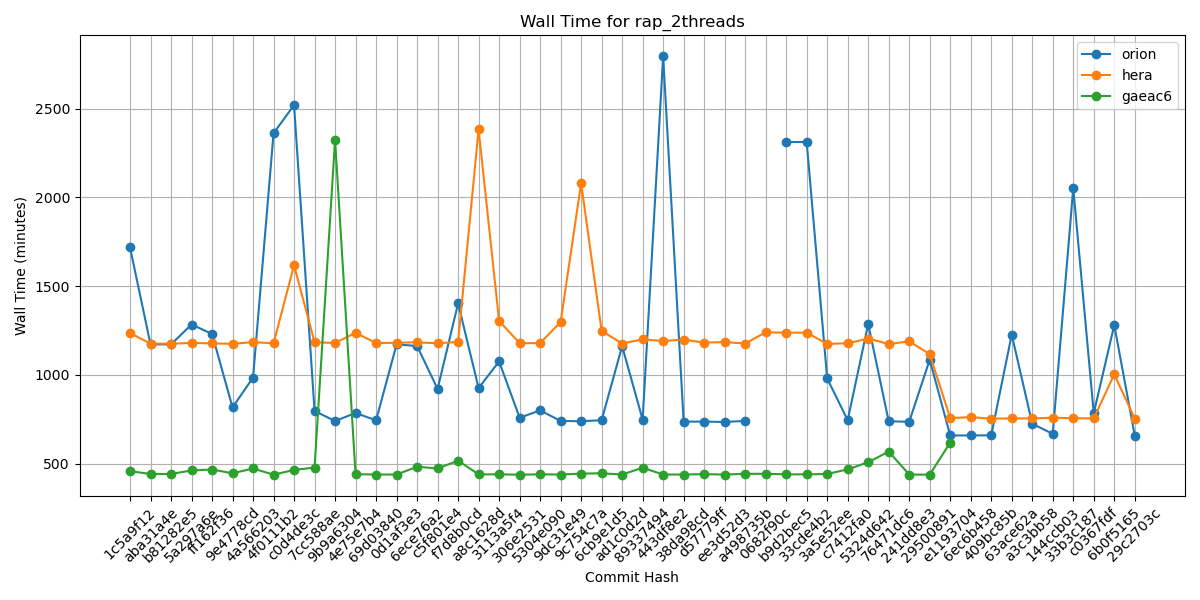 Wall Time for rap_2threads
orion
hera
gaeac6
Wall Time (minutes)
2500
2000
1500
1000
500
1c5a9f12
aba31a4e
b81282e5
5a2978a6e
ff162f36
9e4778cd
4a566203
4f0111b2
c0d4de3c
7cc588ae
9b9a6304
4e75e7b4
69d03840
0d1af3e3
6ece76a2
c5f801e4
f7d8b0cd
a8c1628d
3113a5f4
306e2531
5304e090
9dc31e49
9c754c7a
6cb9e1d5
ad1c0d2d
89337494
443df8e2
38da98cd
d5779ff
ee3d52d3
a498735b
0682f90c
b9d2bec5
33cde4b2
3a5e52ee
c7412fa0
5324d642
76471dc6
241dd8e3
29500891
e1193704
6ec6b458
409bc85b
63ace62a
a3c3bb58
144ccb03
33b3c187
c0367fdf
6b0f5165
29c2703c
Commit Hash